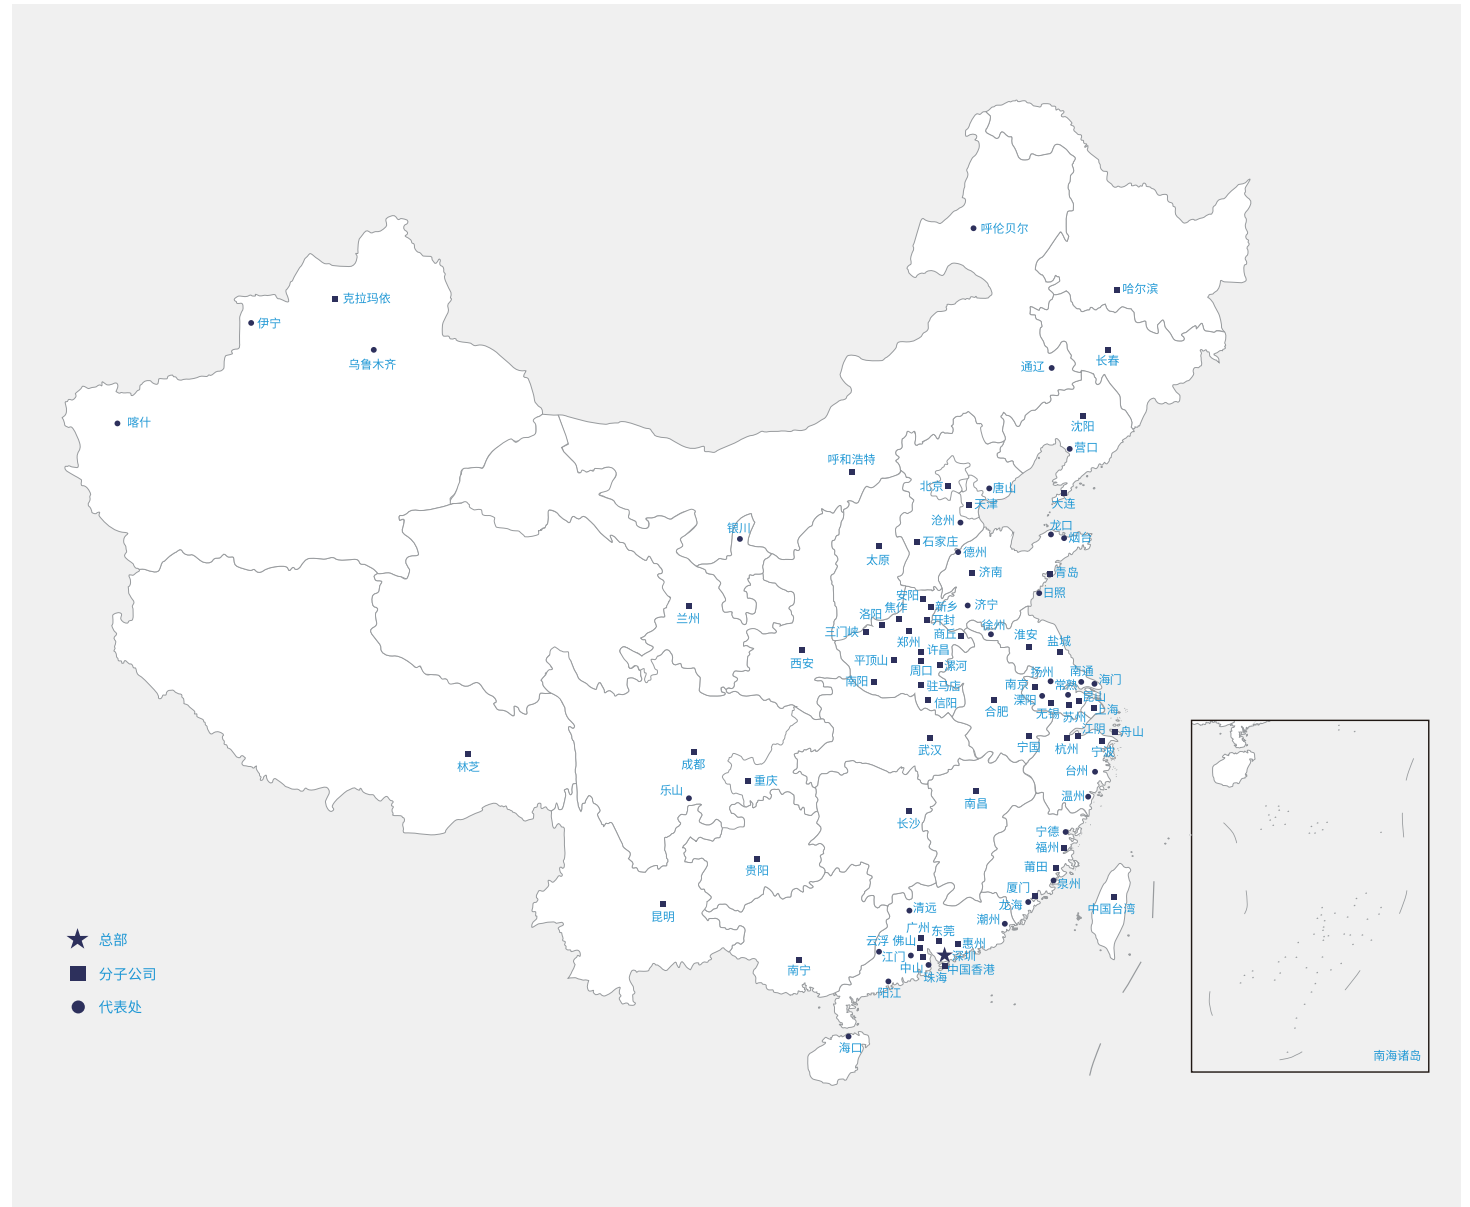 呼伦贝尔
哈尔滨
克拉玛依
伊宁
乌鲁木齐
长春
通辽
喀什
沈阳
营口
呼和浩特
北京
唐山
天津
大连
沧州
龙口
银川
烟台
石家庄
德州
太原
济南
青岛
日照
安阳
新乡
焦作
济宁
洛阳
开封
兰州
三门峡
商丘
徐州
淮安
郑州
盐城
许昌
西安
平顶山
周口
漯河
扬州
南通
海门
南阳
驻马店
南京
常熟
信阳
溧阳
昆山
合肥
无锡
苏州
上海
江阴
舟山
武汉
宁国
杭州
宁波
林芝
成都
台州
重庆
乐山
温州
南昌
长沙
宁德
福州
贵阳
莆田
泉州
厦门
龙海
清远
中国台湾
昆明
潮州
广州
东莞
云浮
佛山
惠州
江门
深圳
南宁
中山
中国香港
珠海
阳江
海口
总部
分子公司
代表处
南海诸岛